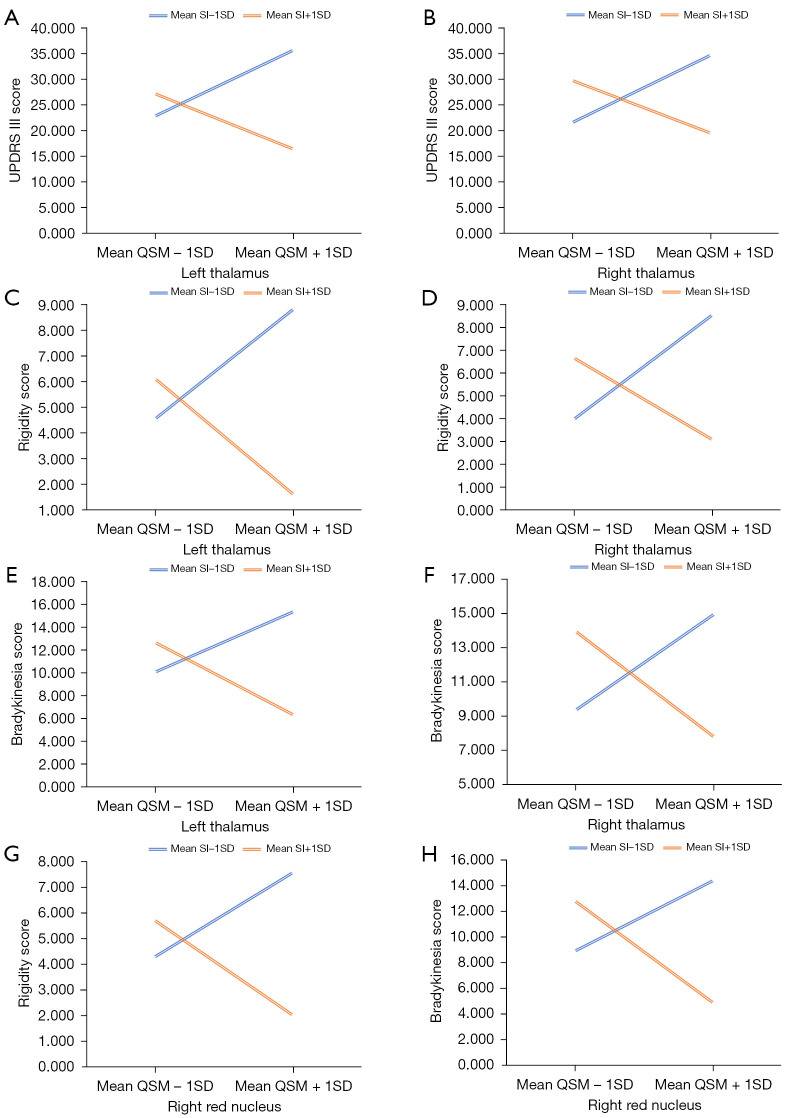 A
Mean SI–1SD Mean SI+1SD
UPDRS III score
40.000
35.000
30.000
25.000
20.000
15.000
10.000
5.000
0.000
Mean QSM – 1SD Mean QSM + 1SD
Left thalamus
B
Mean SI–1SD Mean SI+1SD
UPDRS III score
40.000
35.000
30.000
25.000
20.000
15.000
10.000
5.000
0.000
Mean QSM – 1SD Mean QSM + 1SD
Right thalamus
C
Mean SI–1SD Mean SI+1SD
Rigidity score
9.000
8.000
7.000
6.000
5.000
4.000
3.000
2.000
1.000
Mean QSM – 1SD Mean QSM + 1SD
Left thalamus
D
Mean SI–1SD Mean SI+1SD
Rigidity score
9.000
8.000
7.000
6.000
5.000
4.000
3.000
2.000
1.000
0.000
Mean QSM – 1SD Mean QSM + 1SD
Right thalamus
E
Mean SI–1SD Mean SI+1SD
Bradykinesia score
18.000
16.000
14.000
12.000
10.000
8.000
6.000
4.000
2.000
0.000
Mean QSM – 1SD Mean QSM + 1SD
Left thalamus
F
Mean SI–1SD Mean SI+1SD
Bradykinesia score
17.000
15.000
13.000
11.000
9.000
7.000
5.000
Mean QSM – 1SD Mean QSM + 1SD
Right thalamus
G
Mean SI–1SD Mean SI+1SD
Rigidity score
8.000
7.000
6.000
5.000
4.000
3.000
2.000
1.000
0.000
Mean QSM – 1SD Mean QSM + 1SD
Right red nucleus
H
Mean SI–1SD Mean SI+1SD
Bradykinesia score
16.000
14.000
12.000
10.000
8.000
6.000
4.000
2.000
0.000
Mean QSM – 1SD Mean QSM + 1SD
Right red nucleus